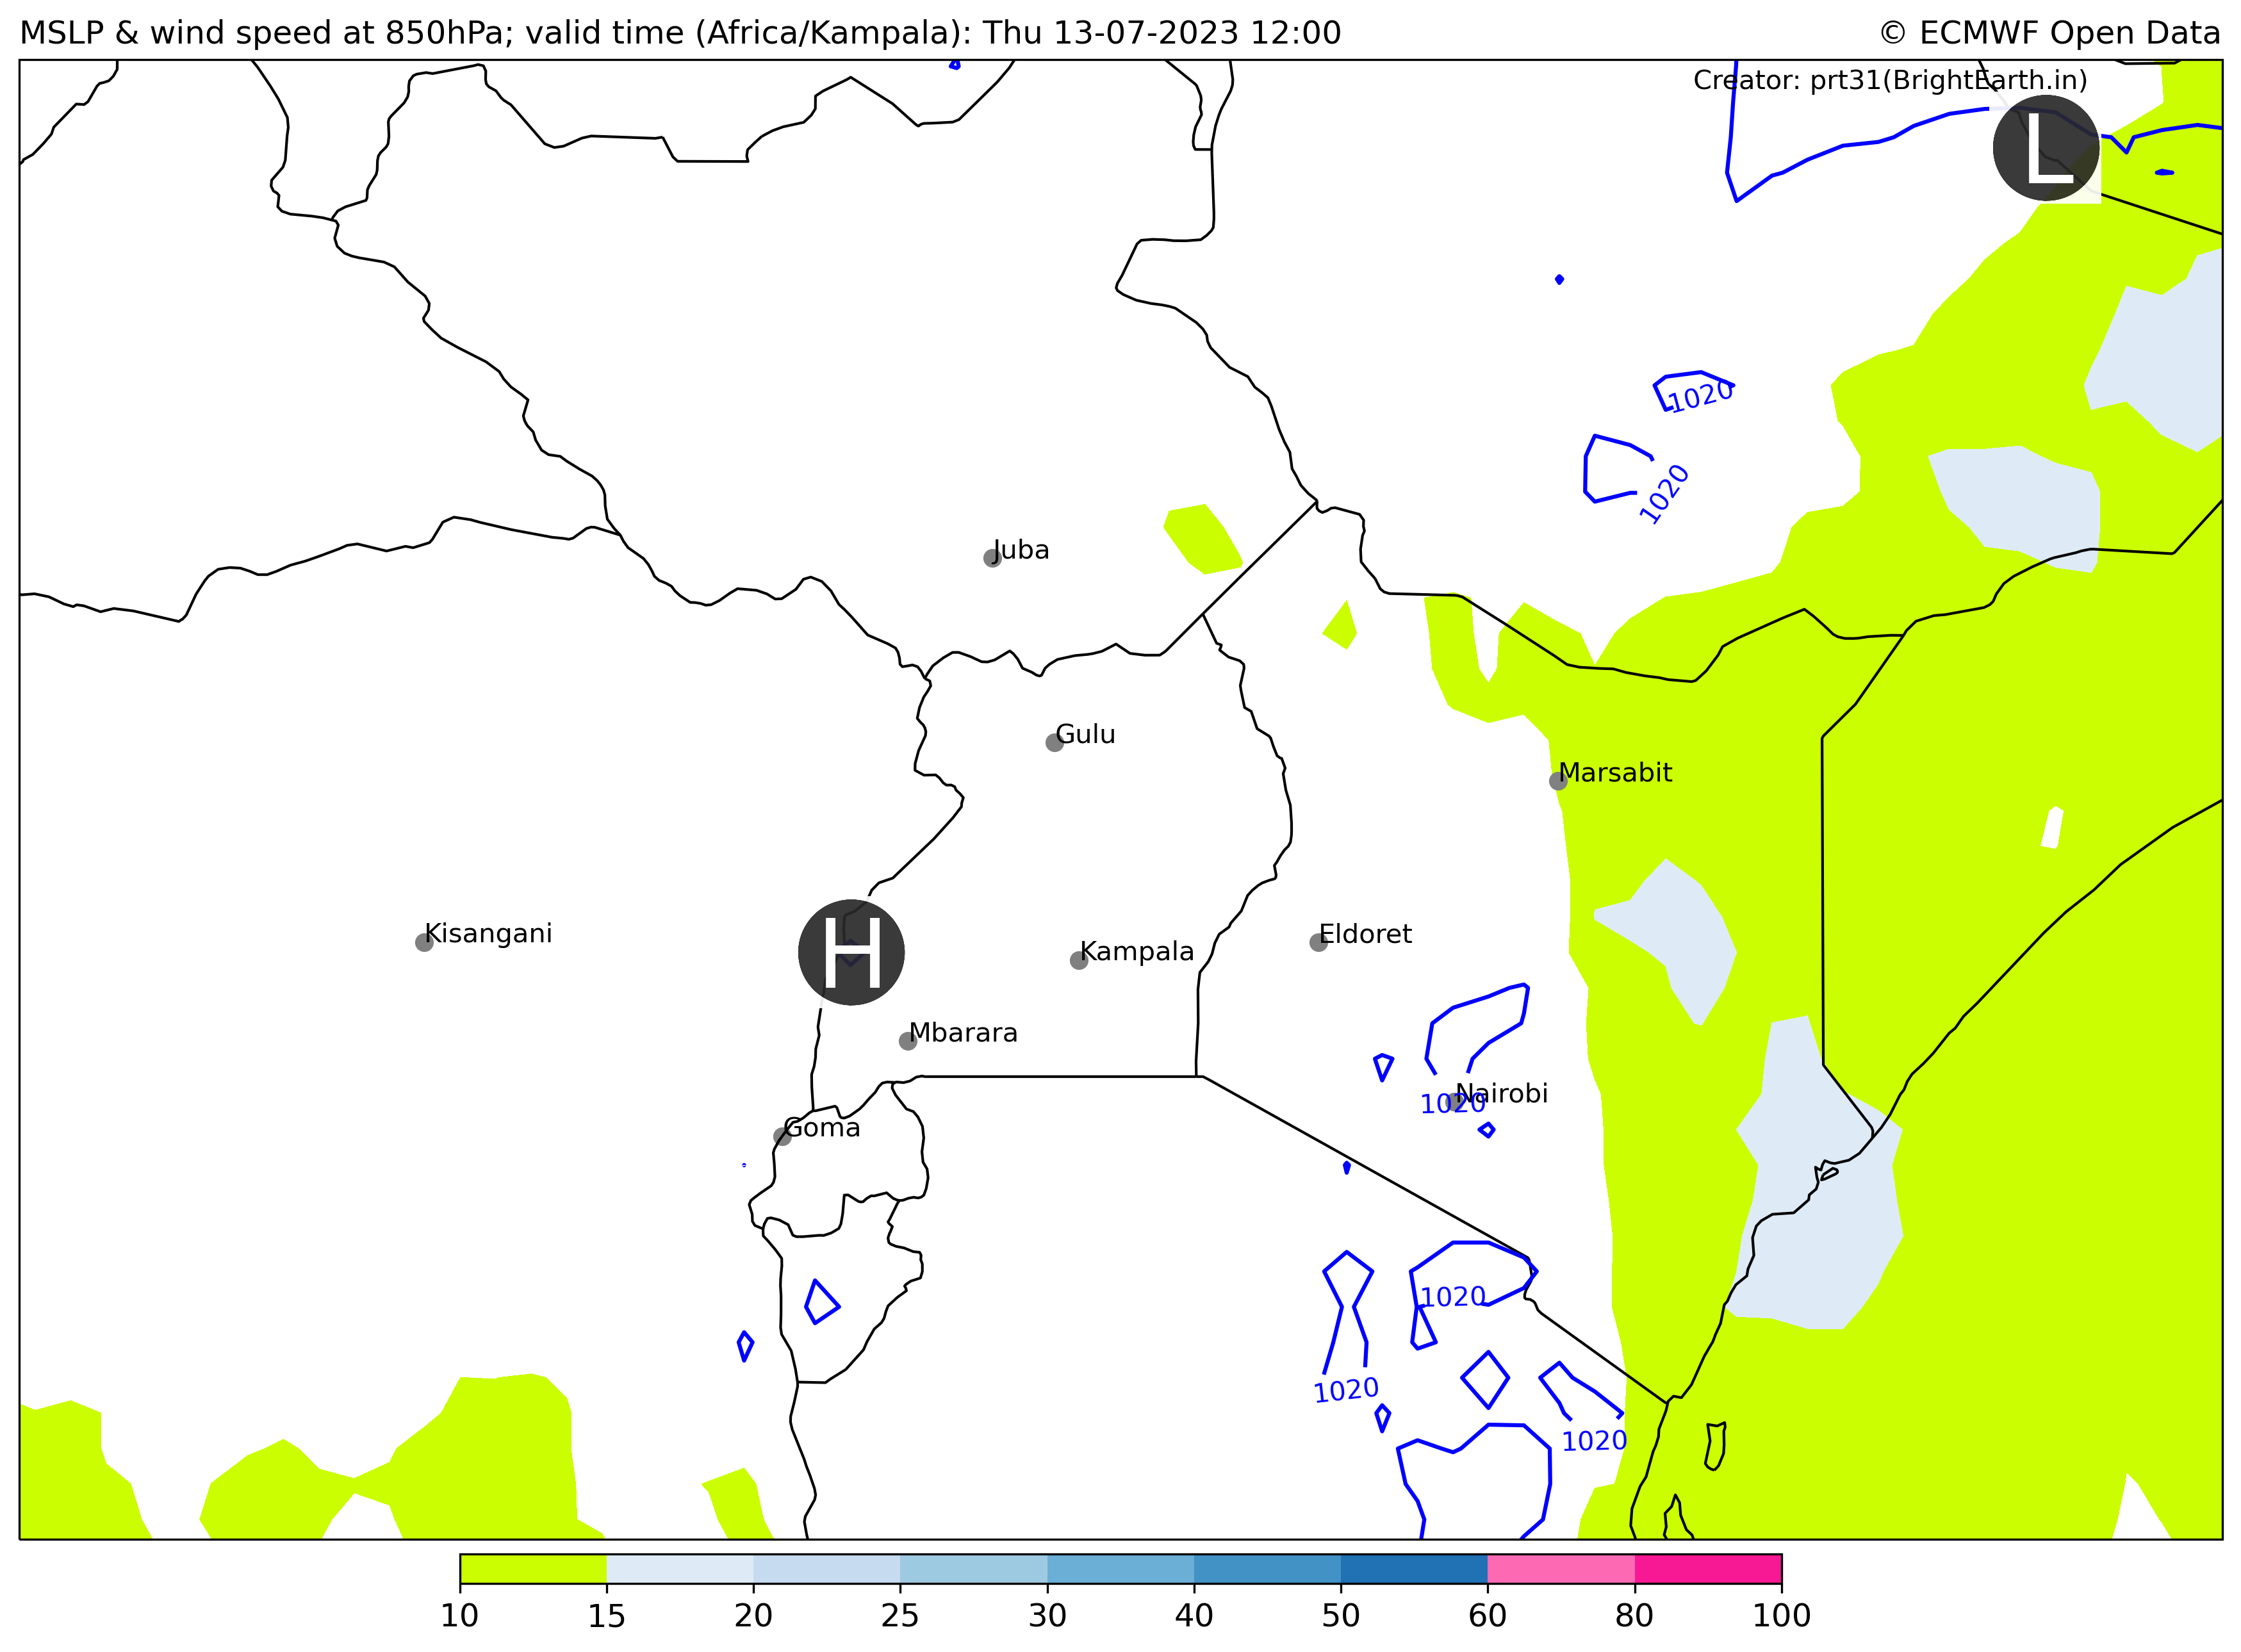 MSLP & wind speed at 850hPa; valid time (Africa/Kampala): Thu 13-07-2023 12:00
© ECMWF Open Data
Creator: prt31(BrightEarth.in)
L
1020
1020
Juba
Gulu
Marsabit
Kisangani
Eldoret
H
Kampala
Mbarara
Nairobi
1020
Goma
1020
1020
1020
10 15 20 25 30 40 50 60 80 100